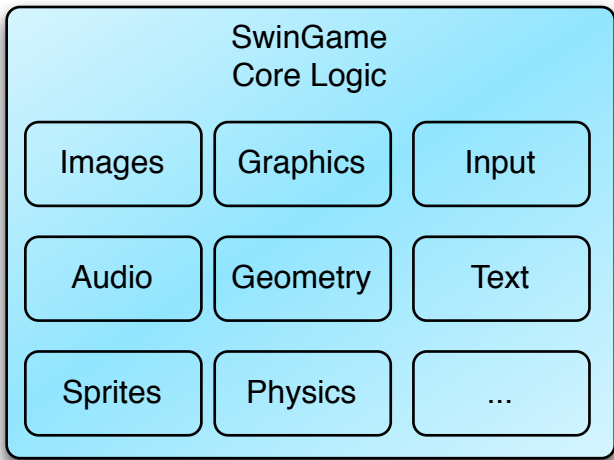 SwinGame
Core Logic
Images Graphics Input
Audio Geometry Text
Sprites Physics ...